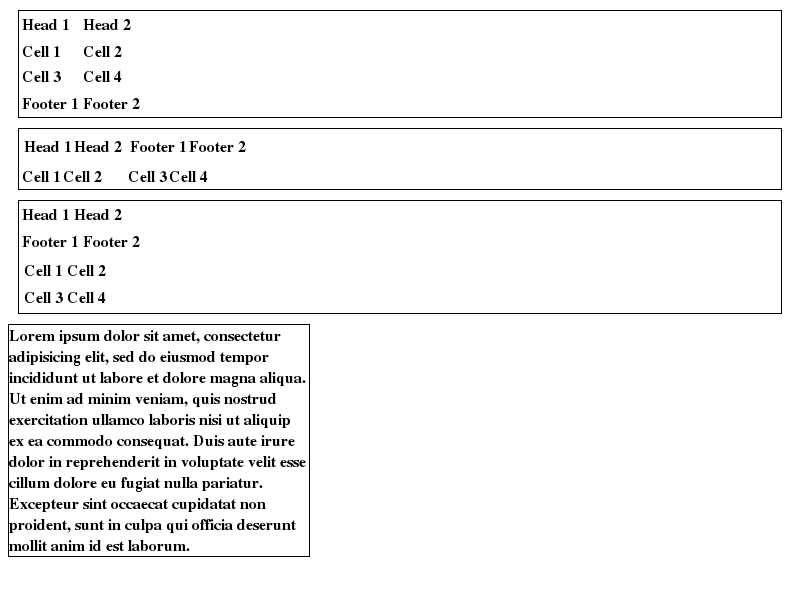 Head 1 Head 2
Cell 1 Cell 2
Cell 3 Cell 4
Footer 1 Footer 2
Head 1 Head 2 Footer 1 Footer 2
Cell 1 Cell 2 Cell 3 Cell 4
Head 1 Head 2
Footer 1 Footer 2
Cell 1 Cell 2
Cell 3 Cell 4
Lorem ipsum dolor sit amet, consectetur
adipisicing elit, sed do eiusmod tempor
incididunt ut labore et dolore magna aliqua.
Ut enim ad minim veniam, quis nostrud
exercitation ullamco laboris nisi ut aliquip
ex ea commodo consequat. Duis aute irure
dolor in reprehenderit in voluptate velit esse
cillum dolore eu fugiat nulla pariatur.
Excepteur sint occaecat cupidatat non
proident, sunt in culpa qui officia deserunt
mollit anim id est laborum.